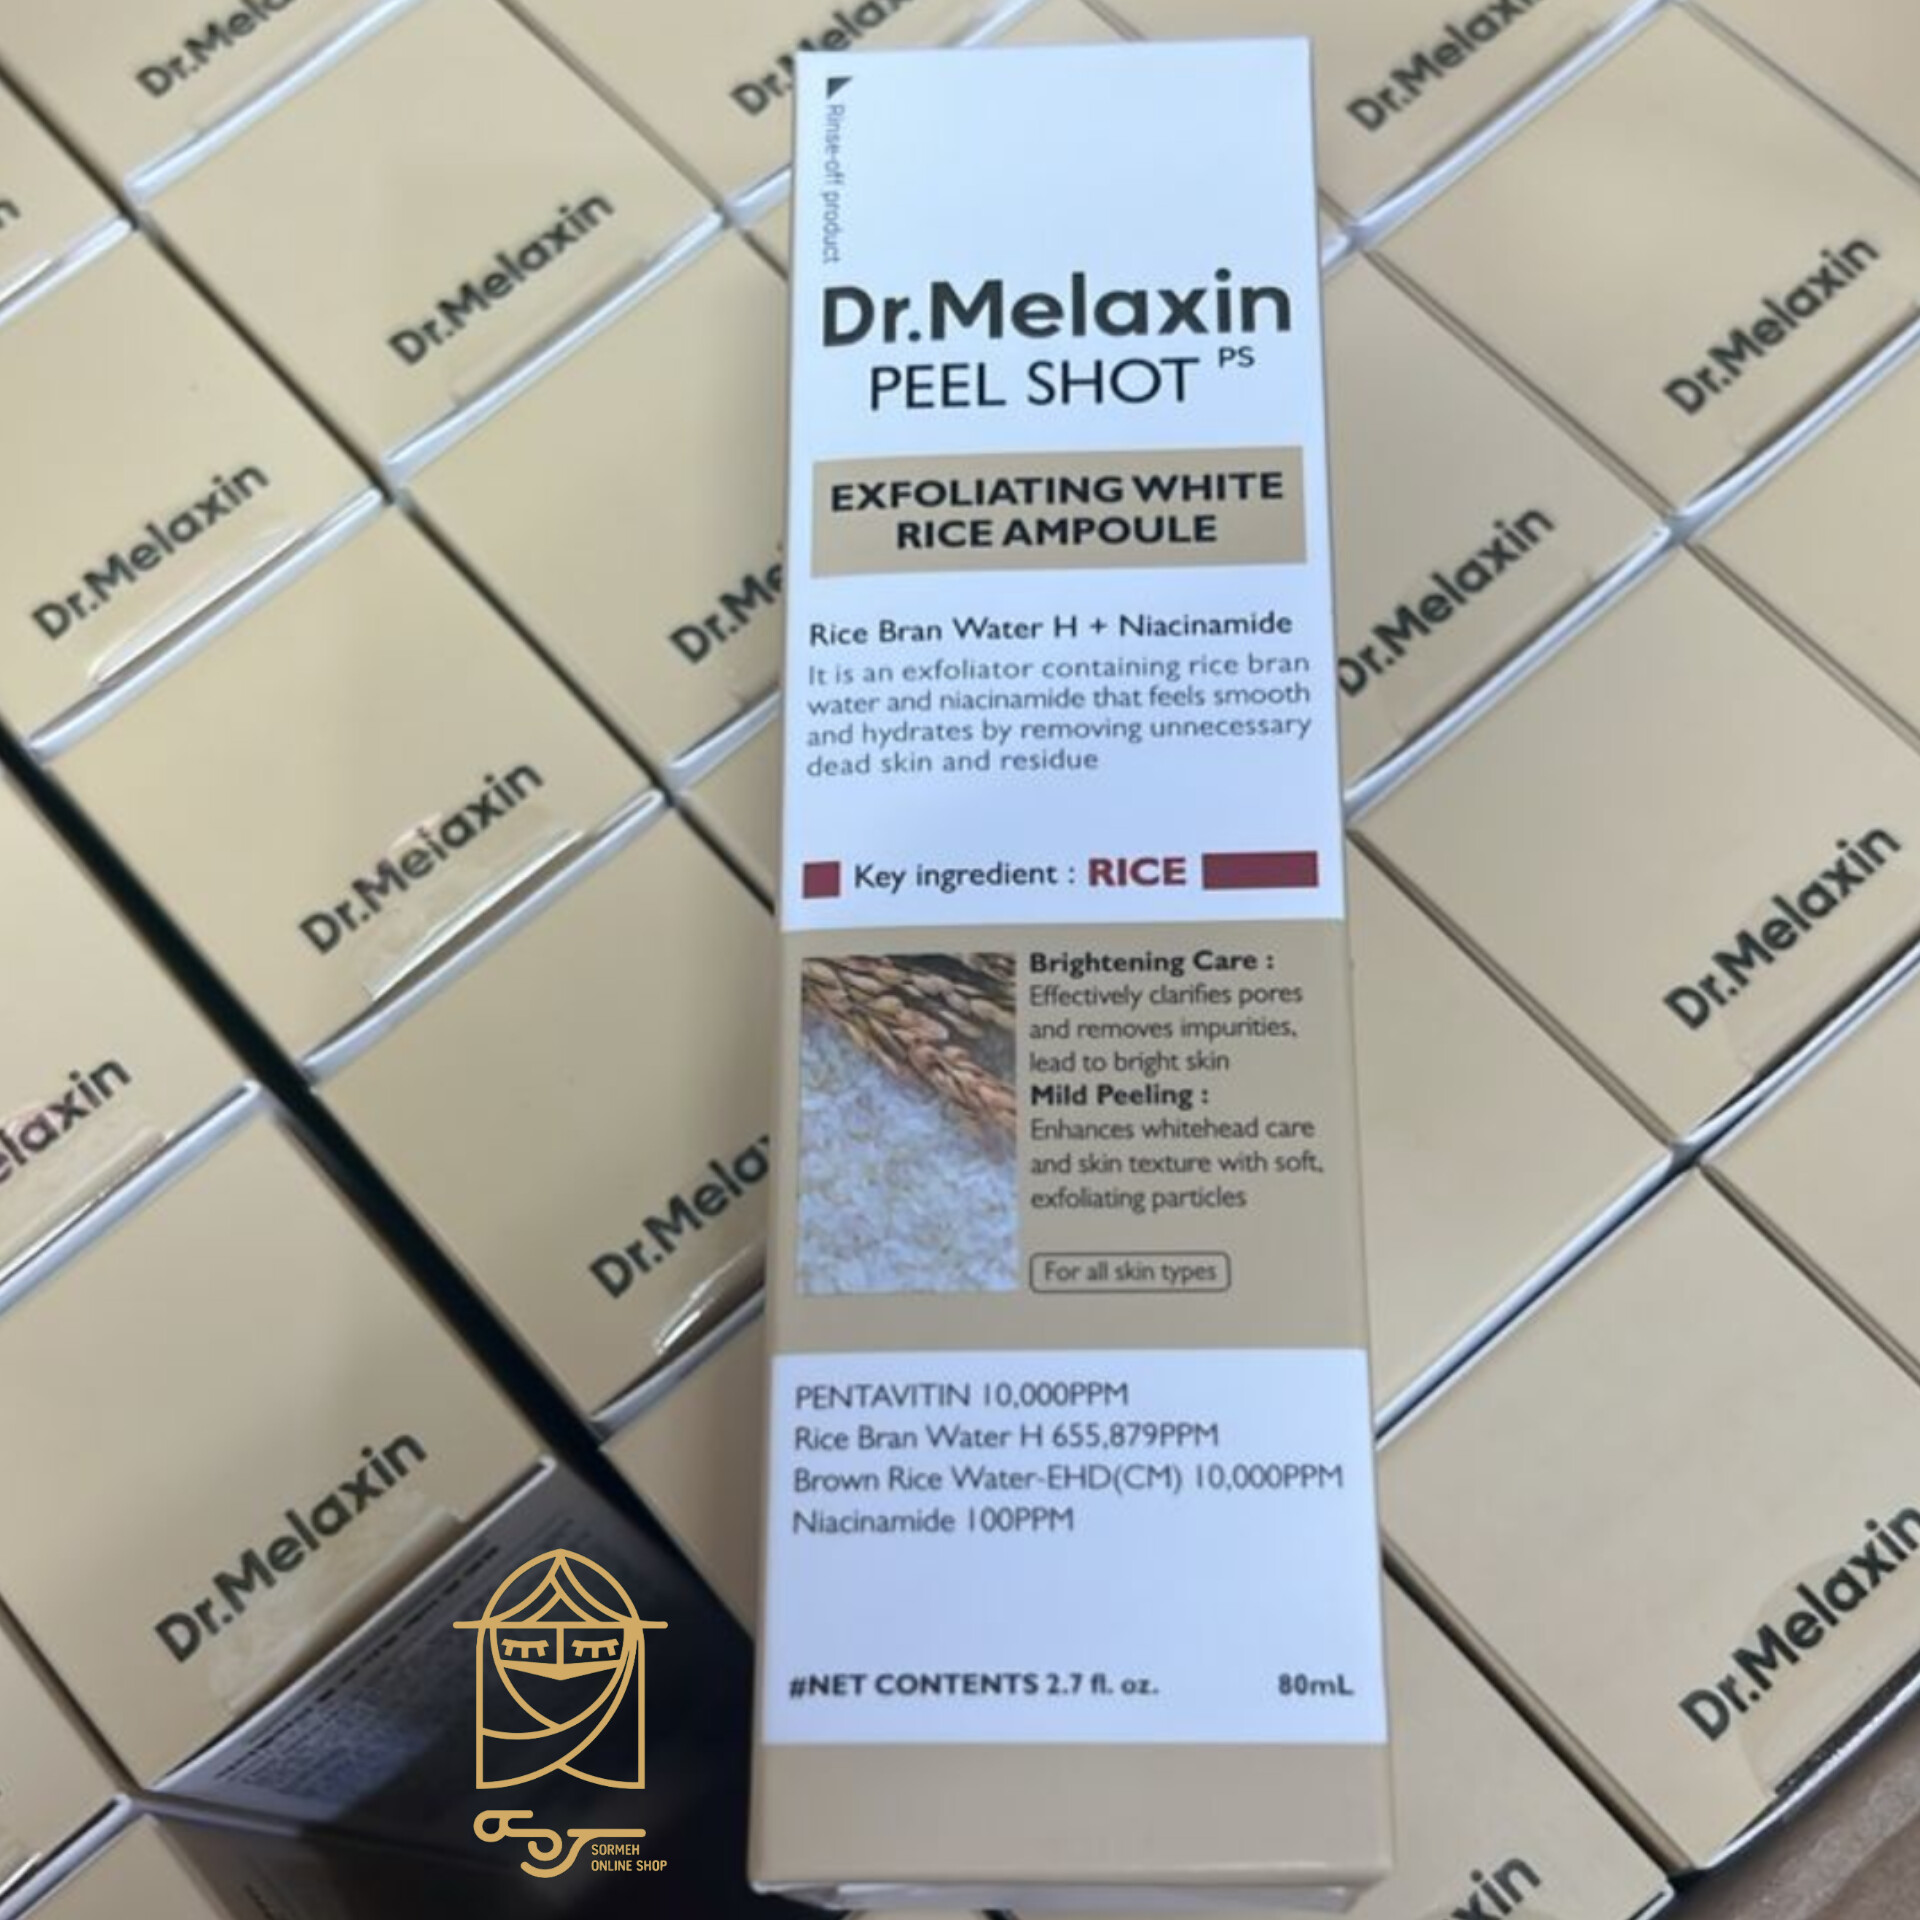 Rinse-off product
Dr.Melaxin
PEEL SHOT PS
EXFOLIATING WHITE
RICE AMPOULE
Rice Bran Water H + Niacinamide
It is an exfoliator containing rice bran
water and niacinamide that feels smooth
and hydrates by removing unnecessary
dead skin and residue
Key ingredient : RICE
Brightening Care :
Effectively clarifies pores
and removes impurities,
lead to bright skin
Mild Peeling :
Enhances whitehead care
and skin texture with soft,
exfoliating particles
For all skin types
PENTAVITIN 10,000PPM
Rice Bran Water H 655,879PPM
Brown Rice Water-EHD(CM) 10,000PPM
Niacinamide 100PPM
#NET CONTENTS 2.7 fl. oz. 80mL
Dr.Melaxin
Dr.Melaxin
Dr.Melaxin
Dr.Melaxin
Dr.Melaxin
Dr.Melaxin
Dr.Melaxin
Dr.Melaxin
Dr.Melaxin
Dr.Melaxin
Dr.Melaxin
سرمه
SORMEH
ONLINE SHOP